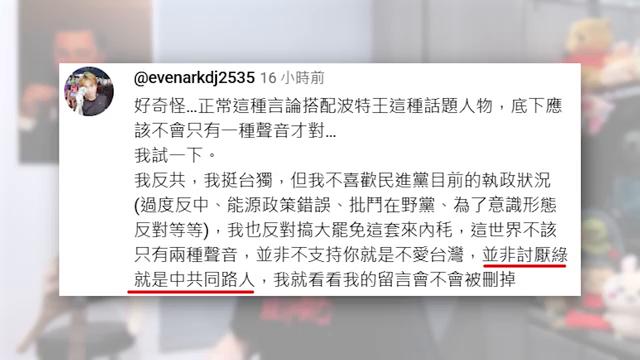 @evenarkdj2535 16 小時前
好奇怪...正常這種言論搭配波特王這種話題人物，底下應
該不會只有一種聲音才對...
我試一下。
我反共，我挺台獨，但我不喜歡民進黨目前的執政狀況
(過度反中、能源政策錯誤、批鬥在野黨、為了意識形態
反對等等)，我也反對搞大罷免這套來內秏，這世界不該
只有兩種聲音，並非不支持你就是不愛台灣，並非討厭綠
就是中共同路人，我就看看我的留言會不會被刪掉